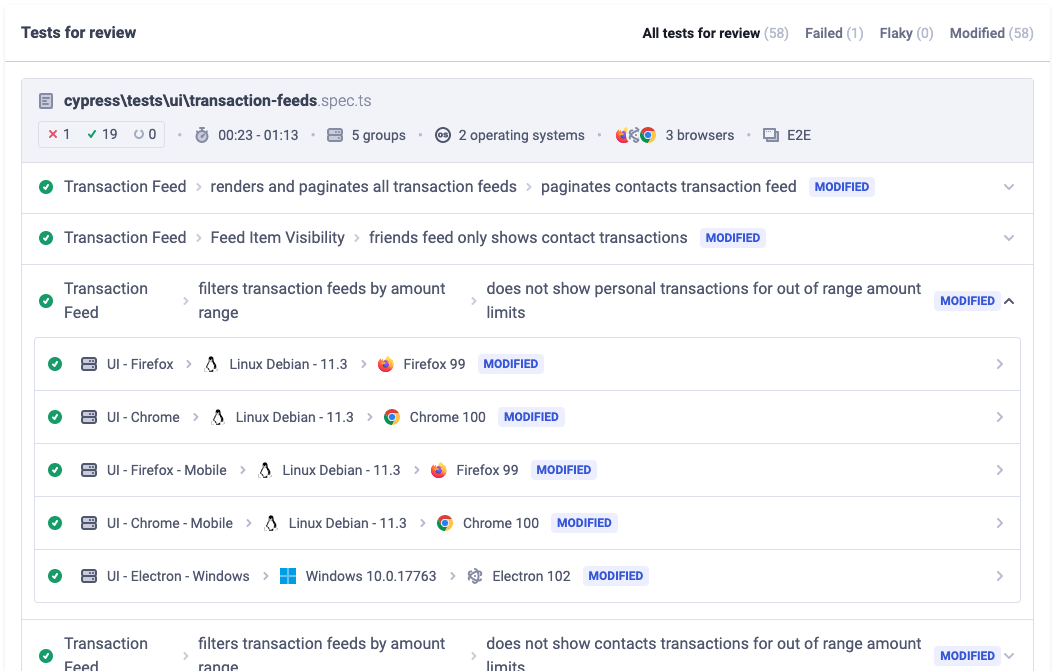 Tests for review
All tests for review (58) Failed (1) Flaky (0) Modified (58)
cypress\tests\ui\transaction-feeds.spec.ts
1 19 0 00:23 - 01:13 5 groups OS 2 operating systems 3 browsers E2E
Transaction Feed renders and paginates all transaction feeds paginates contacts transaction feed MODIFIED
Transaction Feed Feed Item Visibility friends feed only shows contact transactions MODIFIED
Transaction filters transaction feeds by amount does not show personal transactions for out of range amount
Feed range limits MODIFIED
UI - Firefox Linux Debian - 11.3 Firefox 99 MODIFIED
UI - Chrome Linux Debian - 11.3 Chrome 100 MODIFIED
UI - Firefox - Mobile Linux Debian - 11.3 Firefox 99 MODIFIED
UI - Chrome - Mobile Linux Debian - 11.3 Chrome 100 MODIFIED
UI - Electron - Windows Windows 10.0.17763 Electron 102 MODIFIED
Transaction filters transaction feeds by amount does not show contacts transactions for out of range amount
Feed range limits MODIFIED